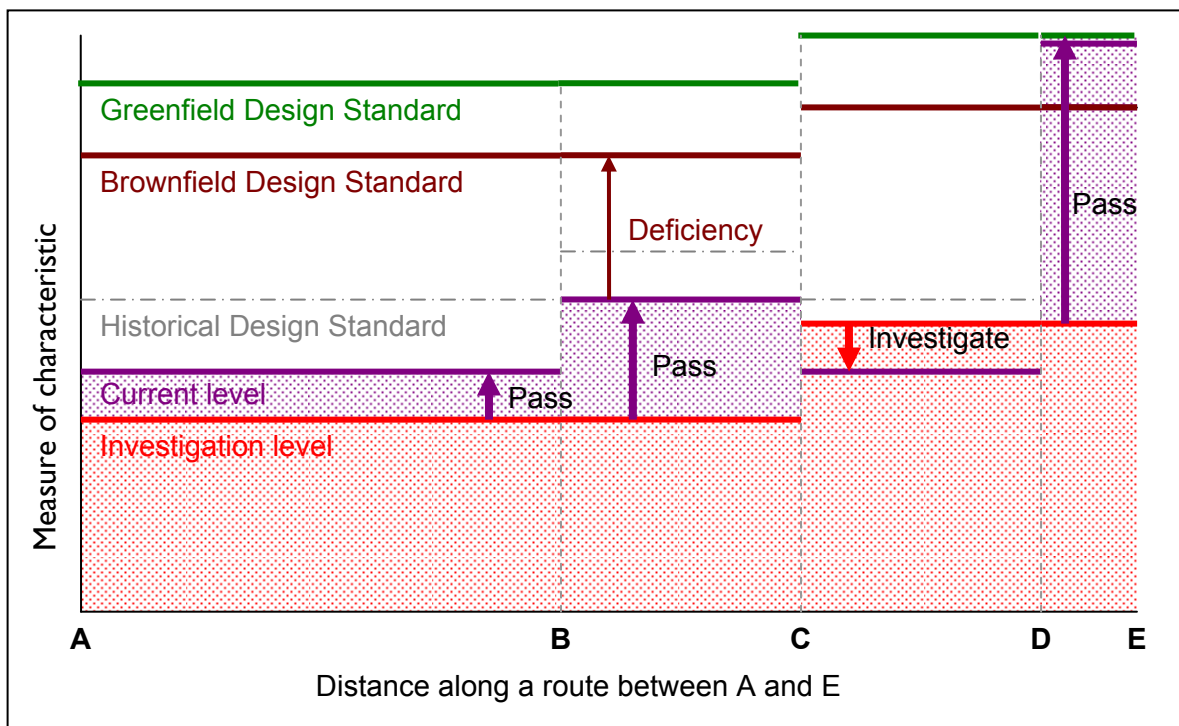 Measure of characteristic
Greenfield Design Standard
Brownfield Design Standard
Deficiency
Pass
Historical Design Standard
Investigate
Pass
Current level
Pass
Investigation level
A
B
C
D
E
Distance along a route between A and E